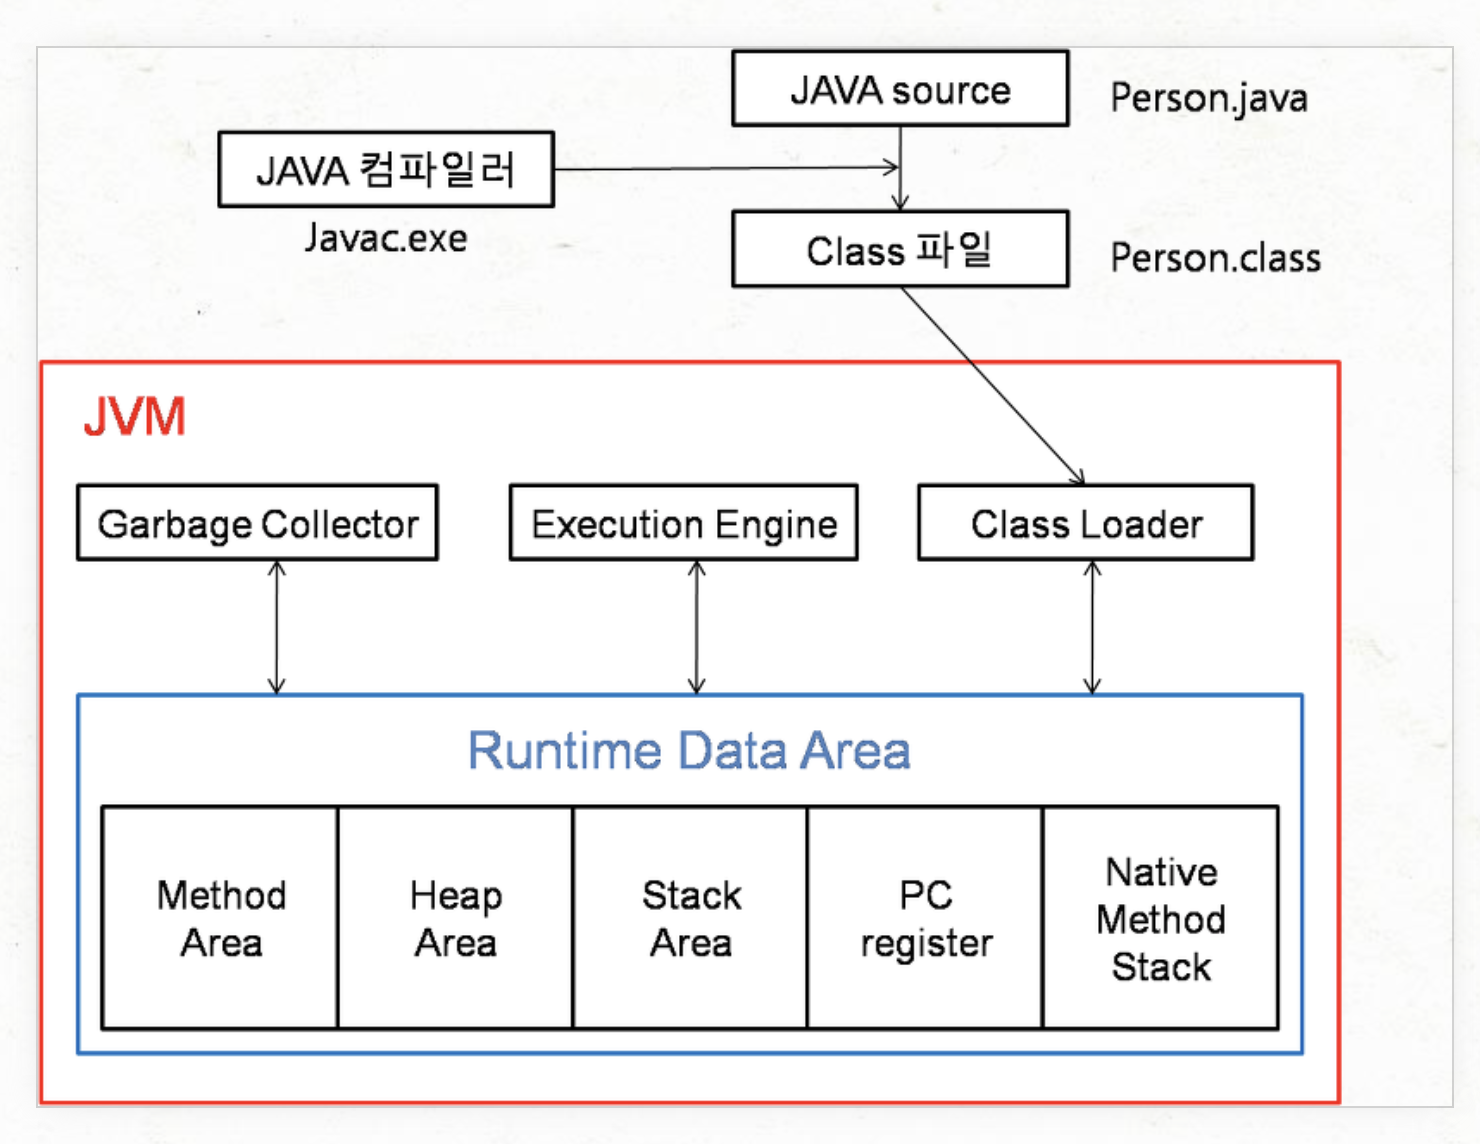 JAVA source
Person.java
JAVA 컴파일러
Javac.exe
Class 파일
Person.class
JVM
Garbage Collector
Execution Engine
Class Loader
Runtime Data Area
Method
Area
Heap
Area
Stack
Area
PC
register
Native
Method
Stack